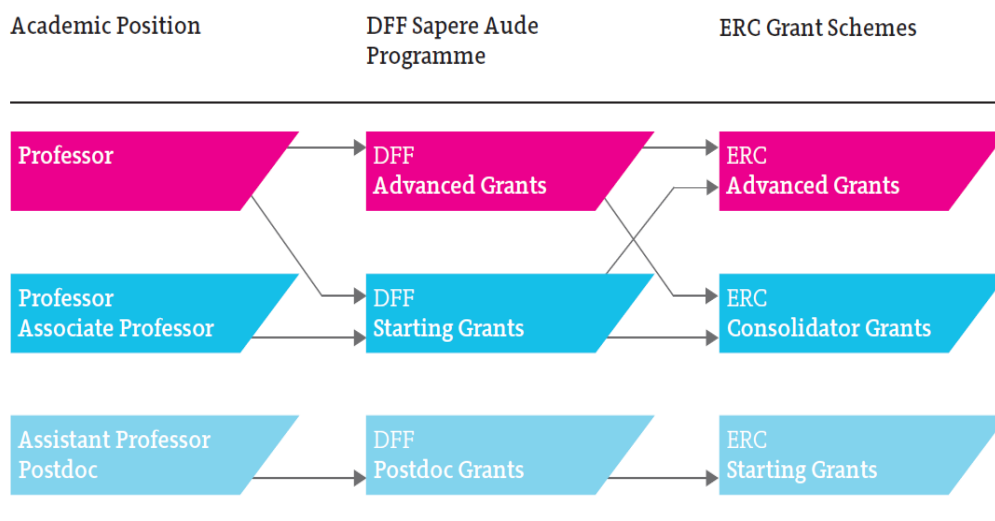 Academic Position
DFF Sapere Aude
Programme
ERC Grant Schemes
Professor
DFF
Advanced Grants
ERC
Advanced Grants
Professor
Associate Professor
DFF
Starting Grants
ERC
Consolidator Grants
Assistant Professor
Postdoc
DFF
Postdoc Grants
ERC
Starting Grants